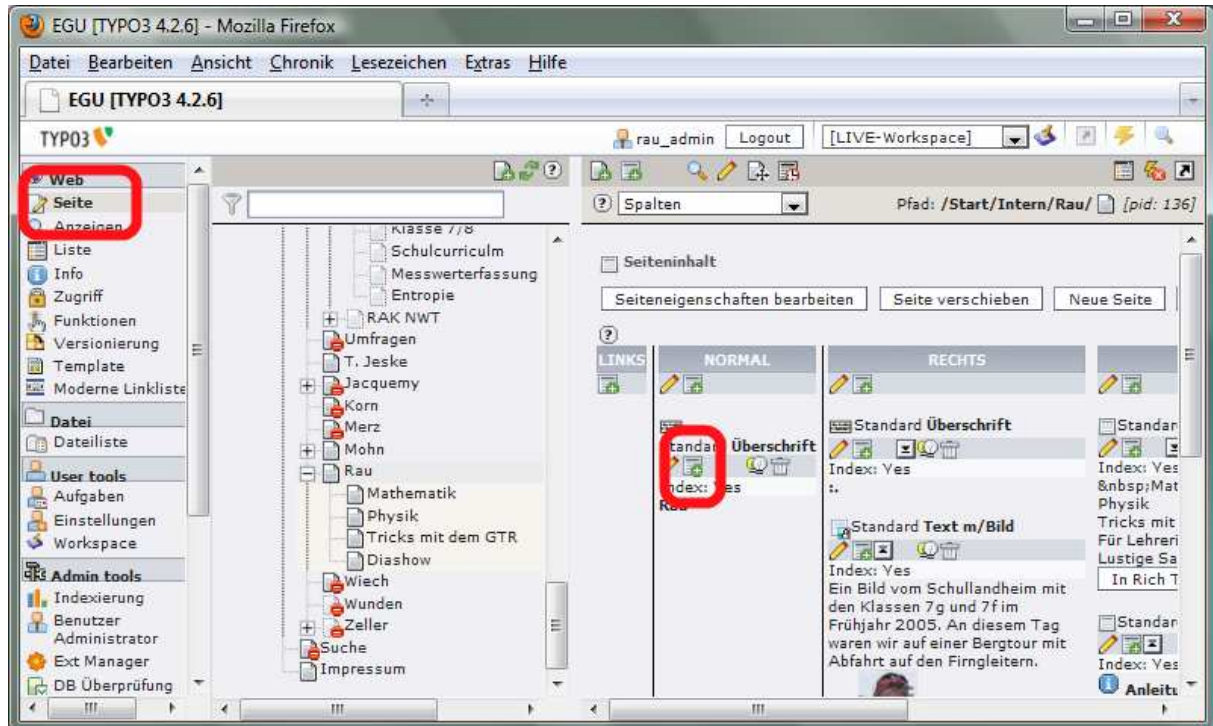 EGU [TYPO3 4.2.6] - Mozilla Firefox
Datei Bearbeiten Ansicht Chronik Lesezeichen Extras Hilfe
EGU [TYPO3 4.2.6]
TYPO3
rau_admin Logout [LIVE-Workspace]
Web
Seite
Anzeigen
Liste
Info
Zugriff
Funktionen
Versionierung
Template
Moderne Linkliste
Datei
Dateiliste
User tools
Aufgaben
Einstellungen
Workspace
Admin tools
Indexierung
Benutzer
Administrator
Ext Manager
DB Überprüfung
Klasse 7/8
Schulcurriculm
Messwerterfassung
Entropie
RAK NWT
Umfragen
T. Jeske
Jacquemy
Korn
Merz
Mohn
Rau
Mathematik
Physik
Tricks mit dem GTR
Diashow
Wiech
Wunden
Zeller
Suche
Impressum
Spalten
Pfad: /Start/Intern/Rau/ [pid: 136]
Seiteninhalt
Seiteneigenschaften bearbeiten Seite verschieben Neue Seite
LINKS
NORMAL
Standard Überschrift
Index: Yes
Rau
RECHTS
Standard Überschrift
Index: Yes
:.
Standard Text m/Bild
Index: Yes
Ein Bild vom Schullandheim mit
den Klassen 7g und 7f im
Frühjahr 2005. An diesem Tag
waren wir auf einer Bergtour mit
Abfahrt auf den Firngleitern.
Standar
Index: Yes
&nbsp;Mat
Physik
Tricks mit
Für Lehreri
Lustige Sa
In Rich T
Standar
Index: Yes
Anleitu